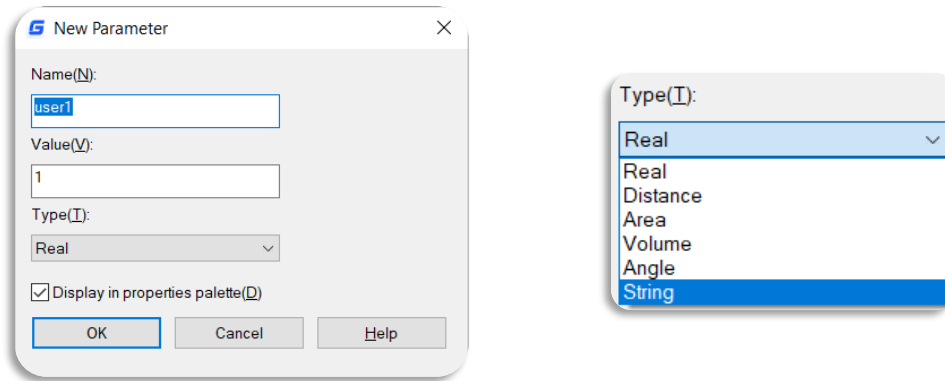 New Parameter
Name(N):
user1
Value(V):
1
Type(T):
Real
Display in properties palette(D)
OK Cancel Help
Type(T):
Real
Real
Distance
Area
Volume
Angle
String